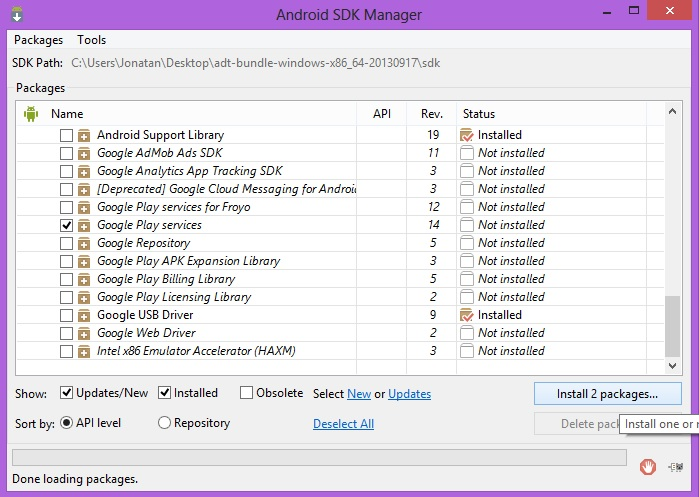 Android SDK Manager
Packages Tools
SDK Path: C:\Users\Jonatan\Desktop\adt-bundle-windows-x86_64-20130917\sdk
Packages
Name API Rev. Status
Android Support Library 19 Installed
Google AdMob Ads SDK 11 Not installed
Google Analytics App Tracking SDK 3 Not installed
[Deprecated] Google Cloud Messaging for Android 3 Not installed
Google Play services for Froyo 12 Not installed
Google Play services 14 Not installed
Google Repository 5 Not installed
Google Play APK Expansion Library 3 Not installed
Google Play Billing Library 5 Not installed
Google Play Licensing Library 2 Not installed
Google USB Driver 9 Installed
Google Web Driver 2 Not installed
Intel x86 Emulator Accelerator (HAXM) 3 Not installed
Show: Updates/New Installed Obsolete Select New or Updates Install 2 packages...
Sort by: API level Repository Deselect All Delete pac Install one or
Done loading packages.